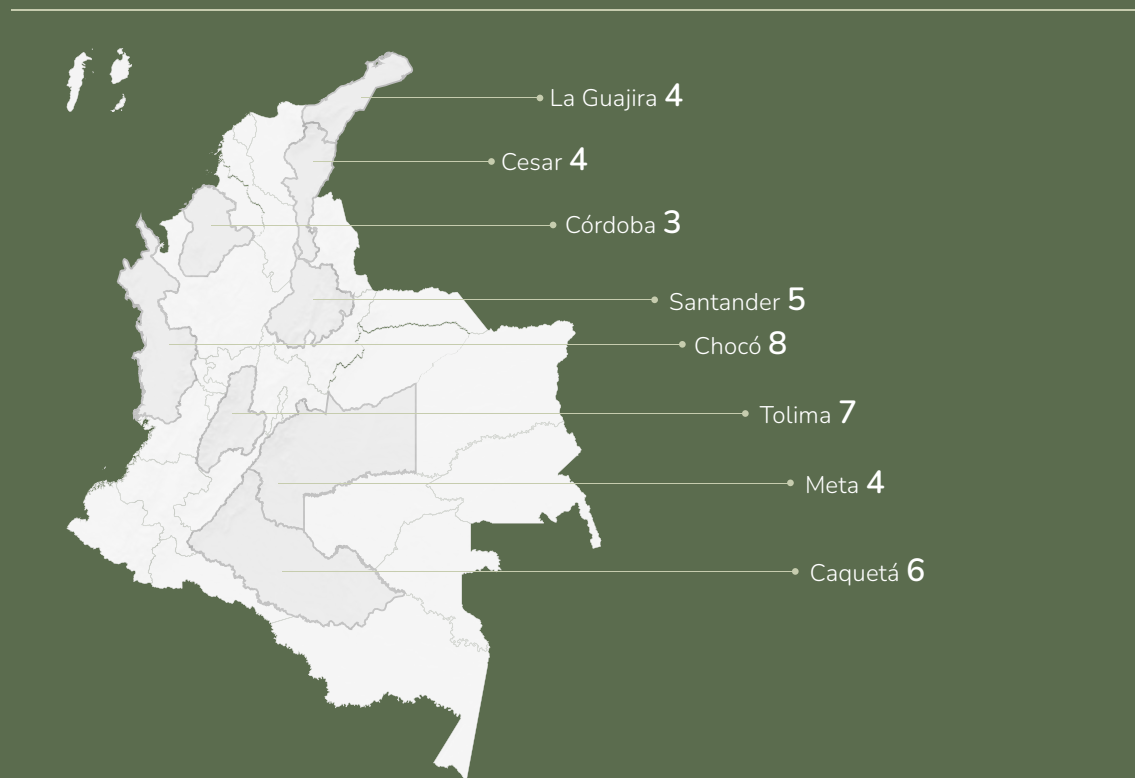 La Guajira 4
Cesar 4
Córdoba 3
Santander 5
Chocó 8
Tolima 7
Meta 4
Caquetá 6